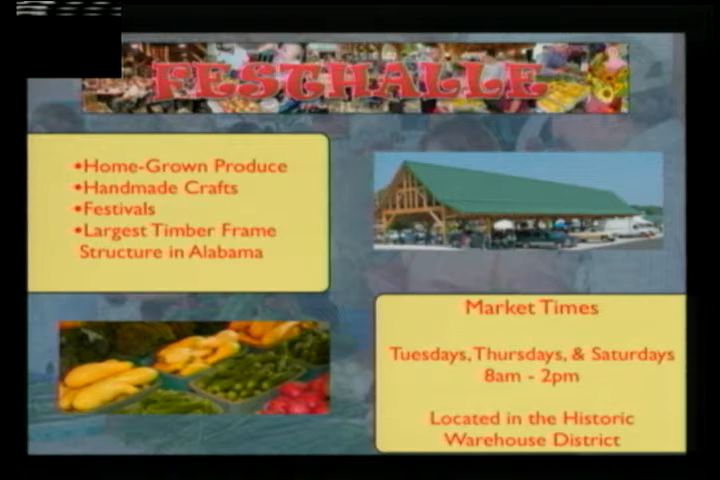 FESTHALLE
•Home-Grown Produce
•Handmade Crafts
•Festivals
•Largest Timber Frame
Structure in Alabama
Market Times
Tuesdays, Thursdays, & Saturdays
8am - 2pm
Located in the Historic
Warehouse District